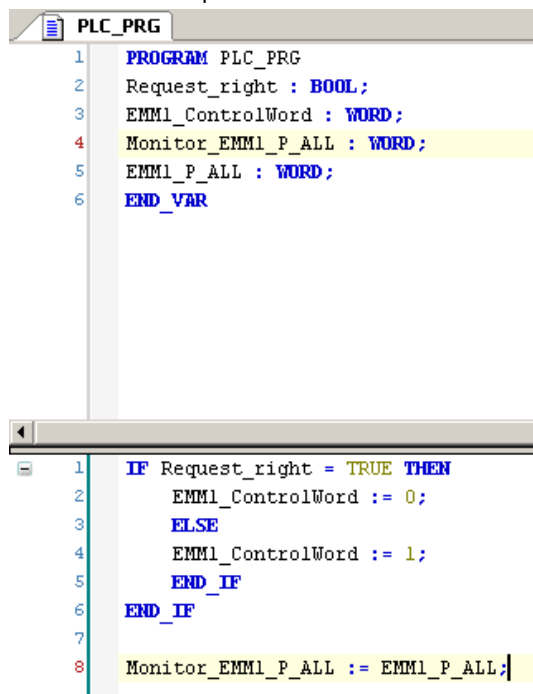 PLC_PRG
1 PROGRAM PLC_PRG
2 Request_right : BOOL;
3 EMM1_ControlWord : WORD;
4 Monitor_EMM1_P_ALL : WORD;
5 EMM1_P_ALL : WORD;
6 END_VAR
1 IF Request_right = TRUE THEN
2 EMM1_ControlWord := 0;
3 ELSE
4 EMM1_ControlWord := 1;
5 END_IF
6 END_IF
7
8 Monitor_EMM1_P_ALL := EMM1_P_ALL;